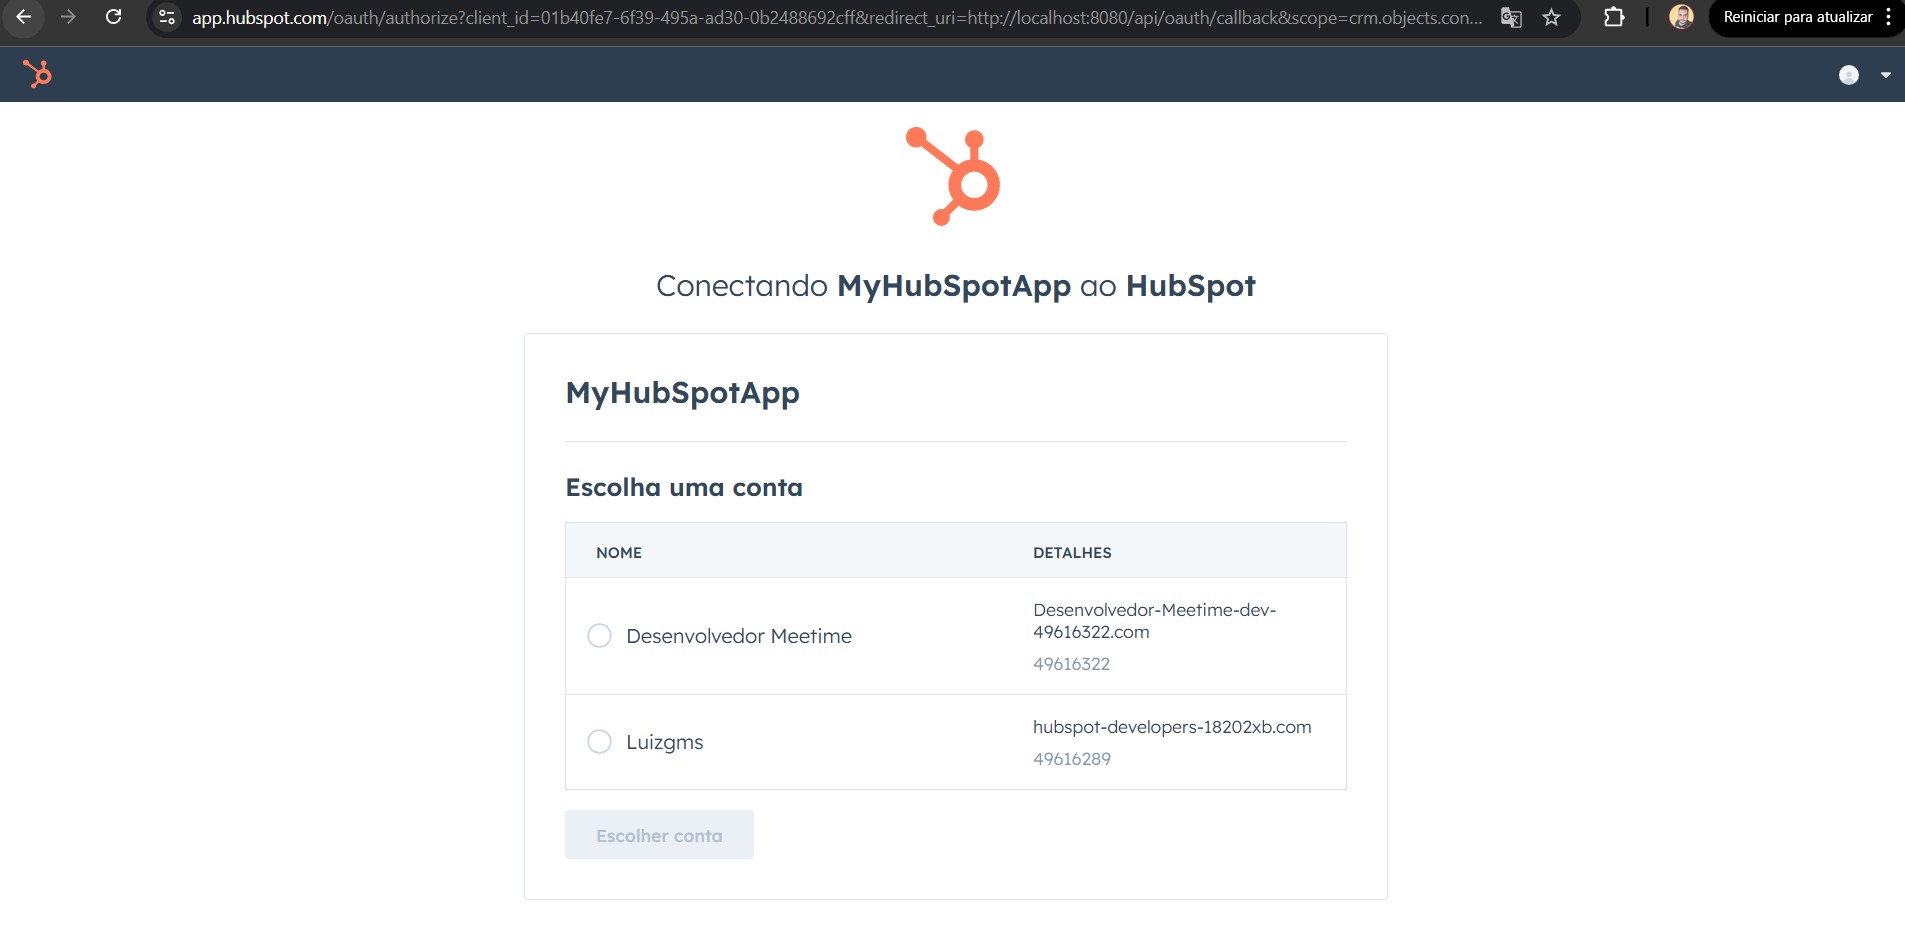 app.hubspot.com/oauth/authorize?client_id=01b40fe7-6f39-495a-ad30-0b2488692cff&redirect_uri=http://localhost:8080/api/oauth/callback&scope=crm.objects.con...
Reiniciar para atualizar
Conectando MyHubSpotApp ao HubSpot
MyHubSpotApp
Escolha uma conta
NOME DETALHES
Desenvolvedor Meetime
Desenvolvedor-Meetime-dev-
49616322.com
49616322
Luizgms
hubspot-developers-18202xb.com
49616289
Escolher conta